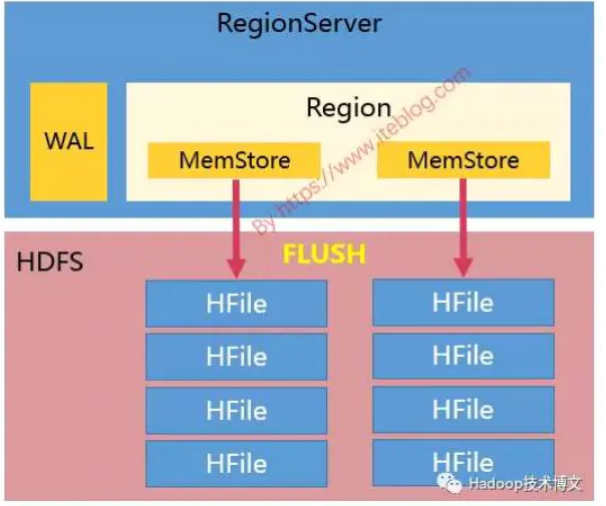 RegionServer
WAL
Region
MemStore
MemStore
By https://www.iteblog.com
HDFS
FLUSH
HFile
HFile
HFile
HFile
HFile
HFile
HFile
HFile
Hadoop技术博文